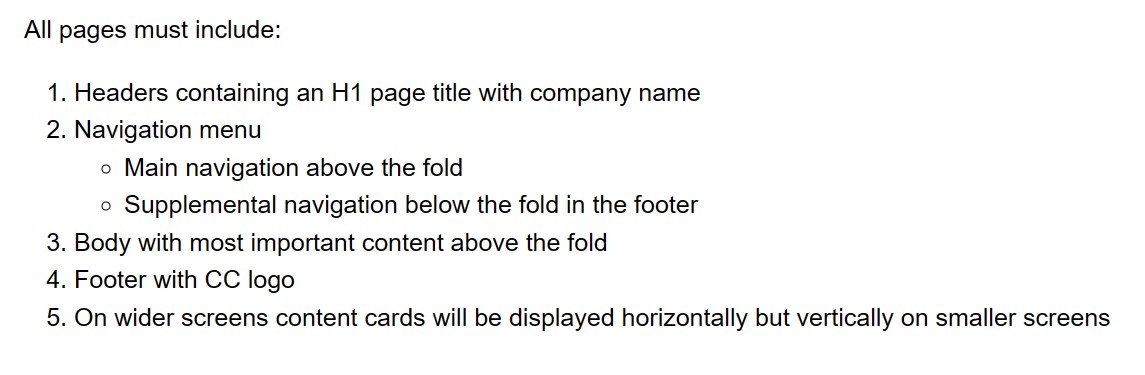 All pages must include:
1. Headers containing an H1 page title with company name
2. Navigation menu
○ Main navigation above the fold
○ Supplemental navigation below the fold in the footer
3. Body with most important content above the fold
4. Footer with CC logo
5. On wider screens content cards will be displayed horizontally but vertically on smaller screens